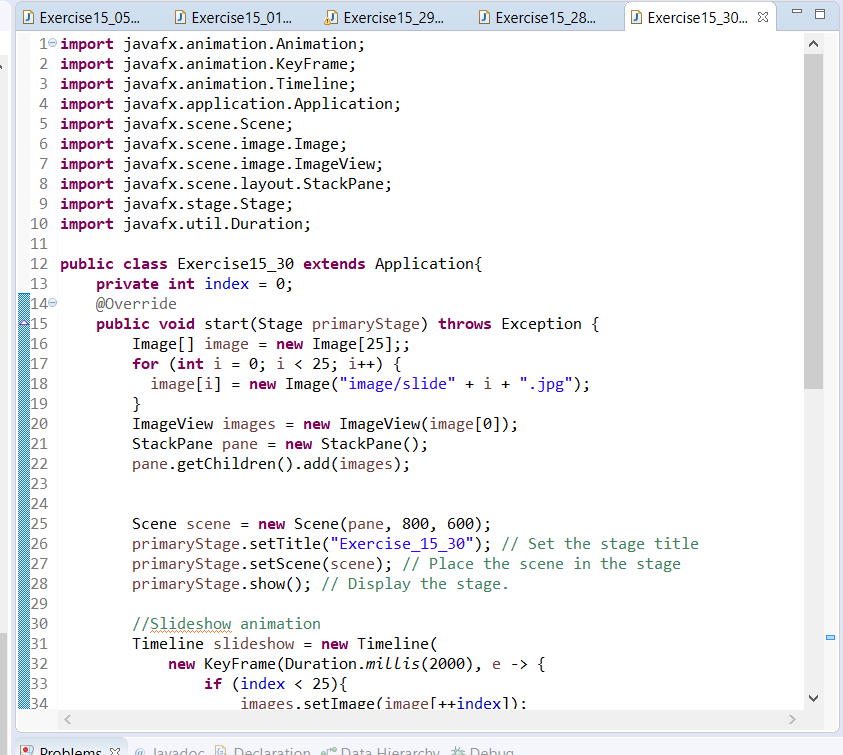 Exercise15_05... Exercise15_01... Exercise15_29... Exercise15_28... Exercise15_30...
1 import javafx.animation.Animation;
2 import javafx.animation.KeyFrame;
3 import javafx.animation.Timeline;
4 import javafx.application.Application;
5 import javafx.scene.Scene;
6 import javafx.scene.image.Image;
7 import javafx.scene.image.ImageView;
8 import javafx.scene.layout.StackPane;
9 import javafx.stage.Stage;
10 import javafx.util.Duration;
11
12 public class Exercise15_30 extends Application{
13     private int index = 0;
14     @Override
15     public void start(Stage primaryStage) throws Exception {
16         Image[] image = new Image[25];;
17         for (int i = 0; i < 25; i++) {
18           image[i] = new Image("image/slide" + i + ".jpg");
19         }
20         ImageView images = new ImageView(image[0]);
21         StackPane pane = new StackPane();
22         pane.getChildren().add(images);
23
24
25         Scene scene = new Scene(pane, 800, 600);
26         primaryStage.setTitle("Exercise_15_30"); // Set the stage title
27         primaryStage.setScene(scene); // Place the scene in the stage
28         primaryStage.show(); // Display the stage.
29
30         //Slideshow animation
31         Timeline slideshow = new Timeline(
32             new KeyFrame(Duration.millis(2000), e -> {
33                 if (index < 25){
34                     images.setImage(image[++index]);
Problems @ Javadoc Declaration Data Hierarchy Debug